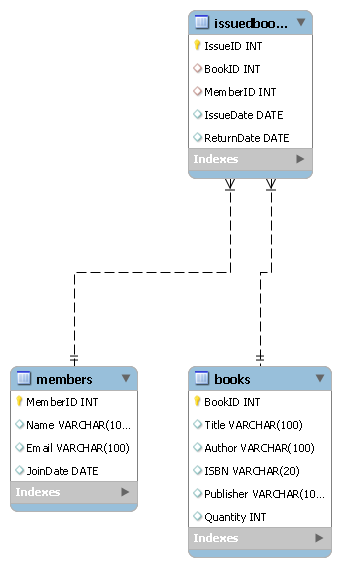 issuedboo...
IssueID INT
BookID INT
MemberID INT
IssueDate DATE
ReturnDate DATE
Indexes
members
MemberID INT
Name VARCHAR(10...
Email VARCHAR(100)
JoinDate DATE
Indexes
books
BookID INT
Title VARCHAR(100)
Author VARCHAR(100)
ISBN VARCHAR(20)
Publisher VARCHAR(10...
Quantity INT
Indexes